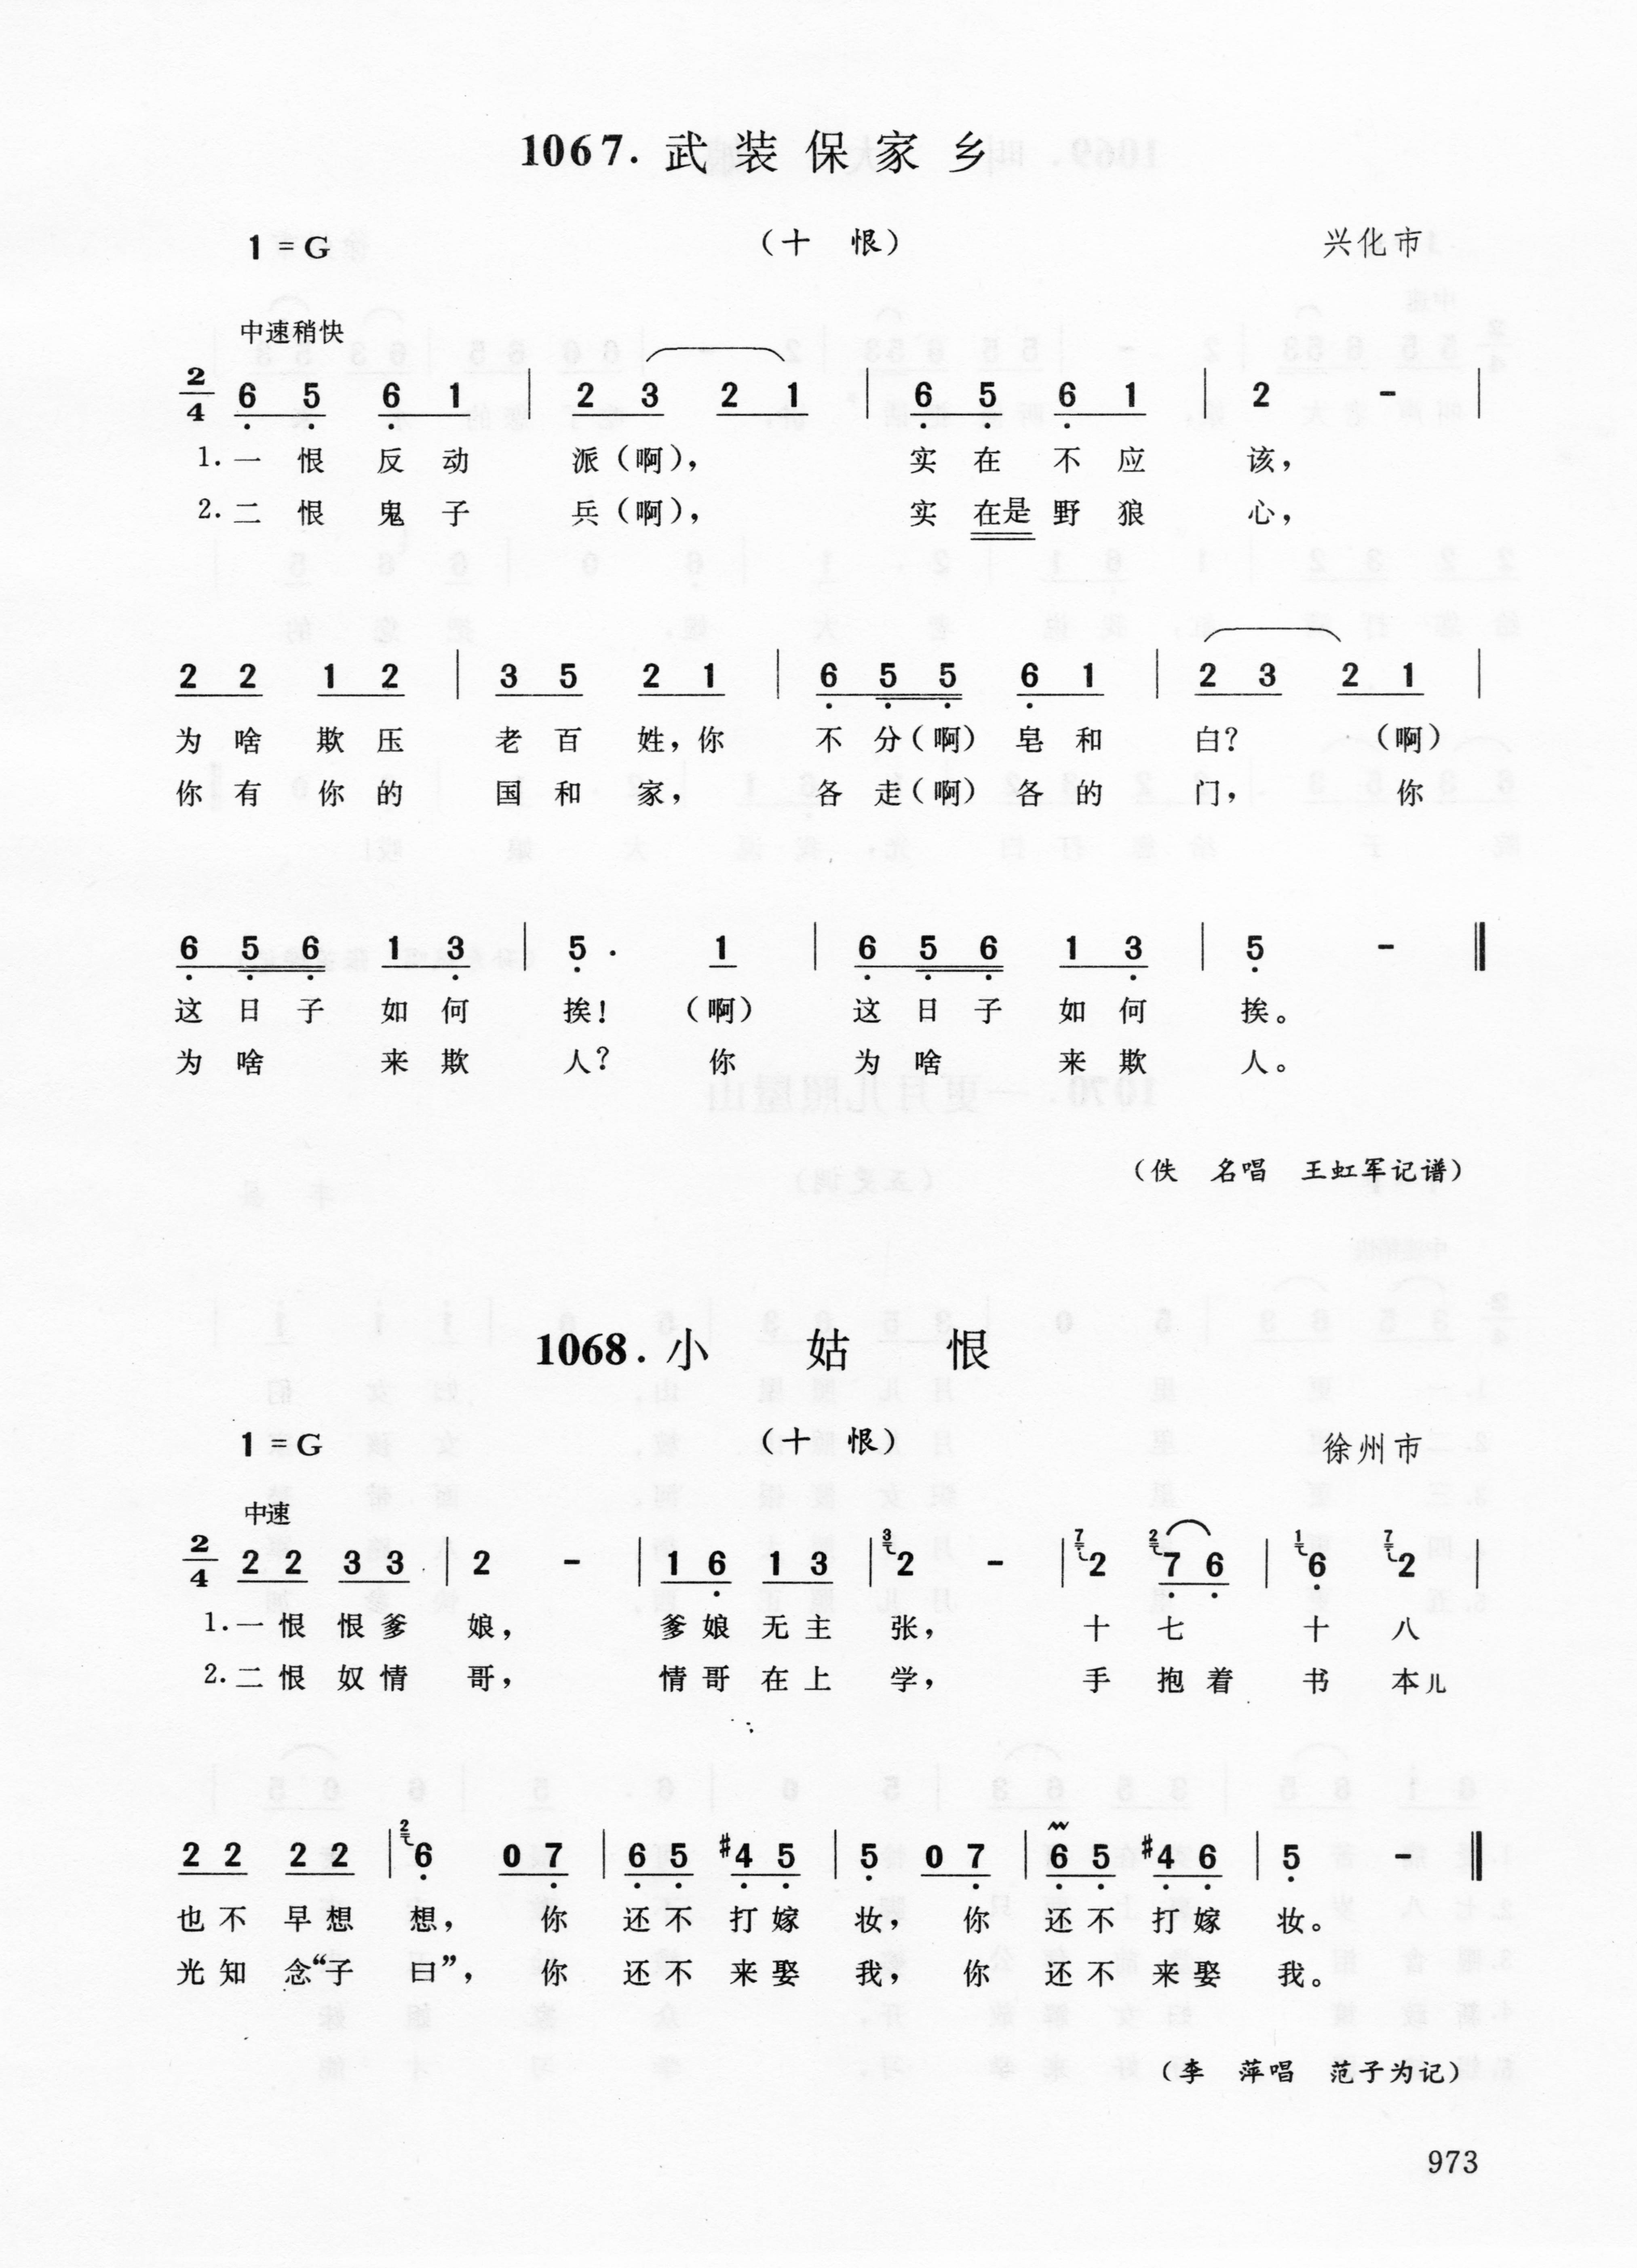 1067. 武装保家乡
1 = G （十 恨） 兴化市
中速稍快
2/4 6 5 6 1 | 2 3 2 1 | 6 5 6 1 | 2 - |
1. 一 恨 反 动 派（啊）， 实 在 不 应 该，
2. 二 恨 鬼 子 兵（啊）， 实 在是 野 狼 心，
2 2 1 2 | 3 5 2 1 | 6 5 5 6 1 | 2 3 2 1 |
为 啥 欺 压 老 百 姓，你 不 分（啊）皂 和 白？ （啊）
你 有 你 的 国 和 家， 各 走（啊）各 的 门， 你
6 5 6 1 3 | 5 . 1 | 6 5 6 1 3 | 5 - ‖
这 日 子 如 何 挨！ （啊） 这 日 子 如 何 挨。
为 啥 来 欺 人？ 你 为 啥 来 欺 人。
（佚 名唱 王虹军记谱）
1068. 小姑恨
1 = G （十 恨） 徐州市
中速
2/4 2 2 3 3 | 2 - | 1 6 1 3 | 3 2 - | 7 2 2 7 6 | 1 6 7 2 |
1. 一 恨 恨 爹 娘， 爹 娘 无 主 张， 十 七 十 八
2. 二 恨 奴 情 哥， 情 哥 在 上 学， 手 抱 着 书 本儿
2 2 2 2 | 2 6 0 7 | 6 5 #4 5 | 5 0 7 | 6 5 #4 6 | 5 - ‖
也 不 早 想 想， 你 还 不 打 嫁 妆， 你 还 不 打 嫁 妆。
光 知 念“子 曰”， 你 还 不 来 娶 我， 你 还 不 来 娶 我。
（李 萍唱 范子为记）
973